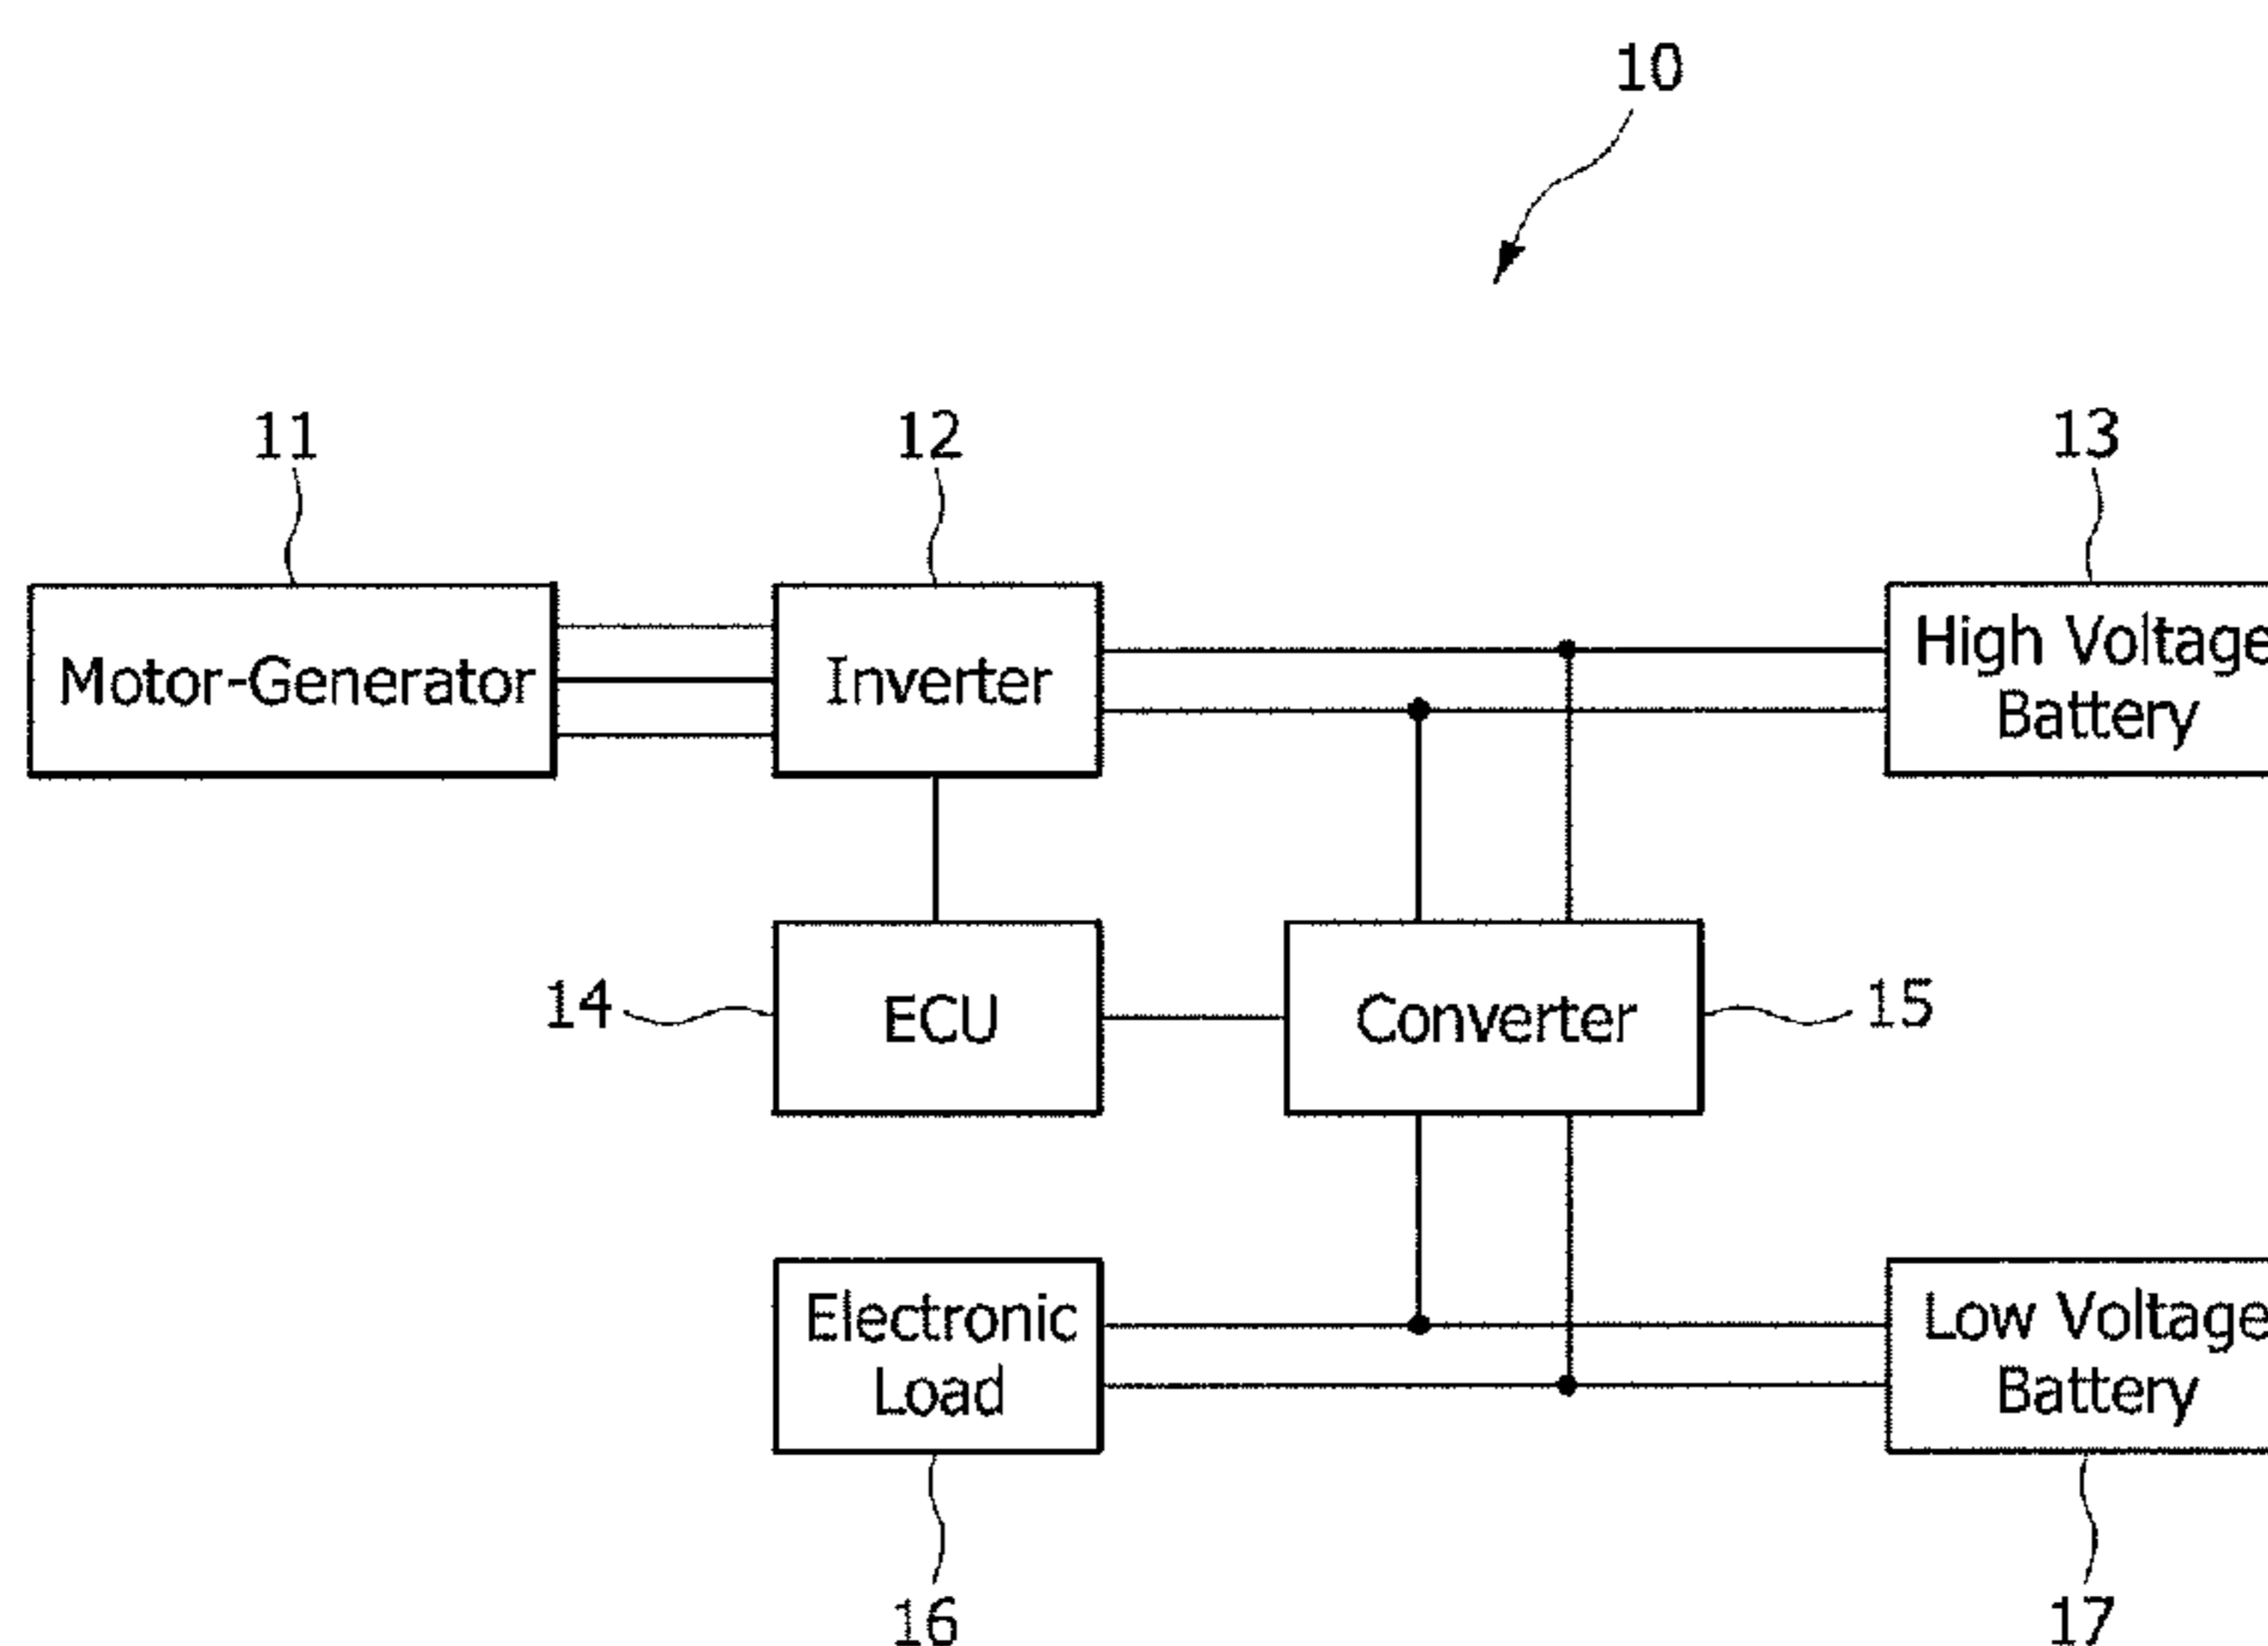 10
11
12
13
Motor-Generator
Inverter
High Voltage
Battery
14
ECU
Converter
15
Electronic
Load
Low Voltage
Battery
16
17